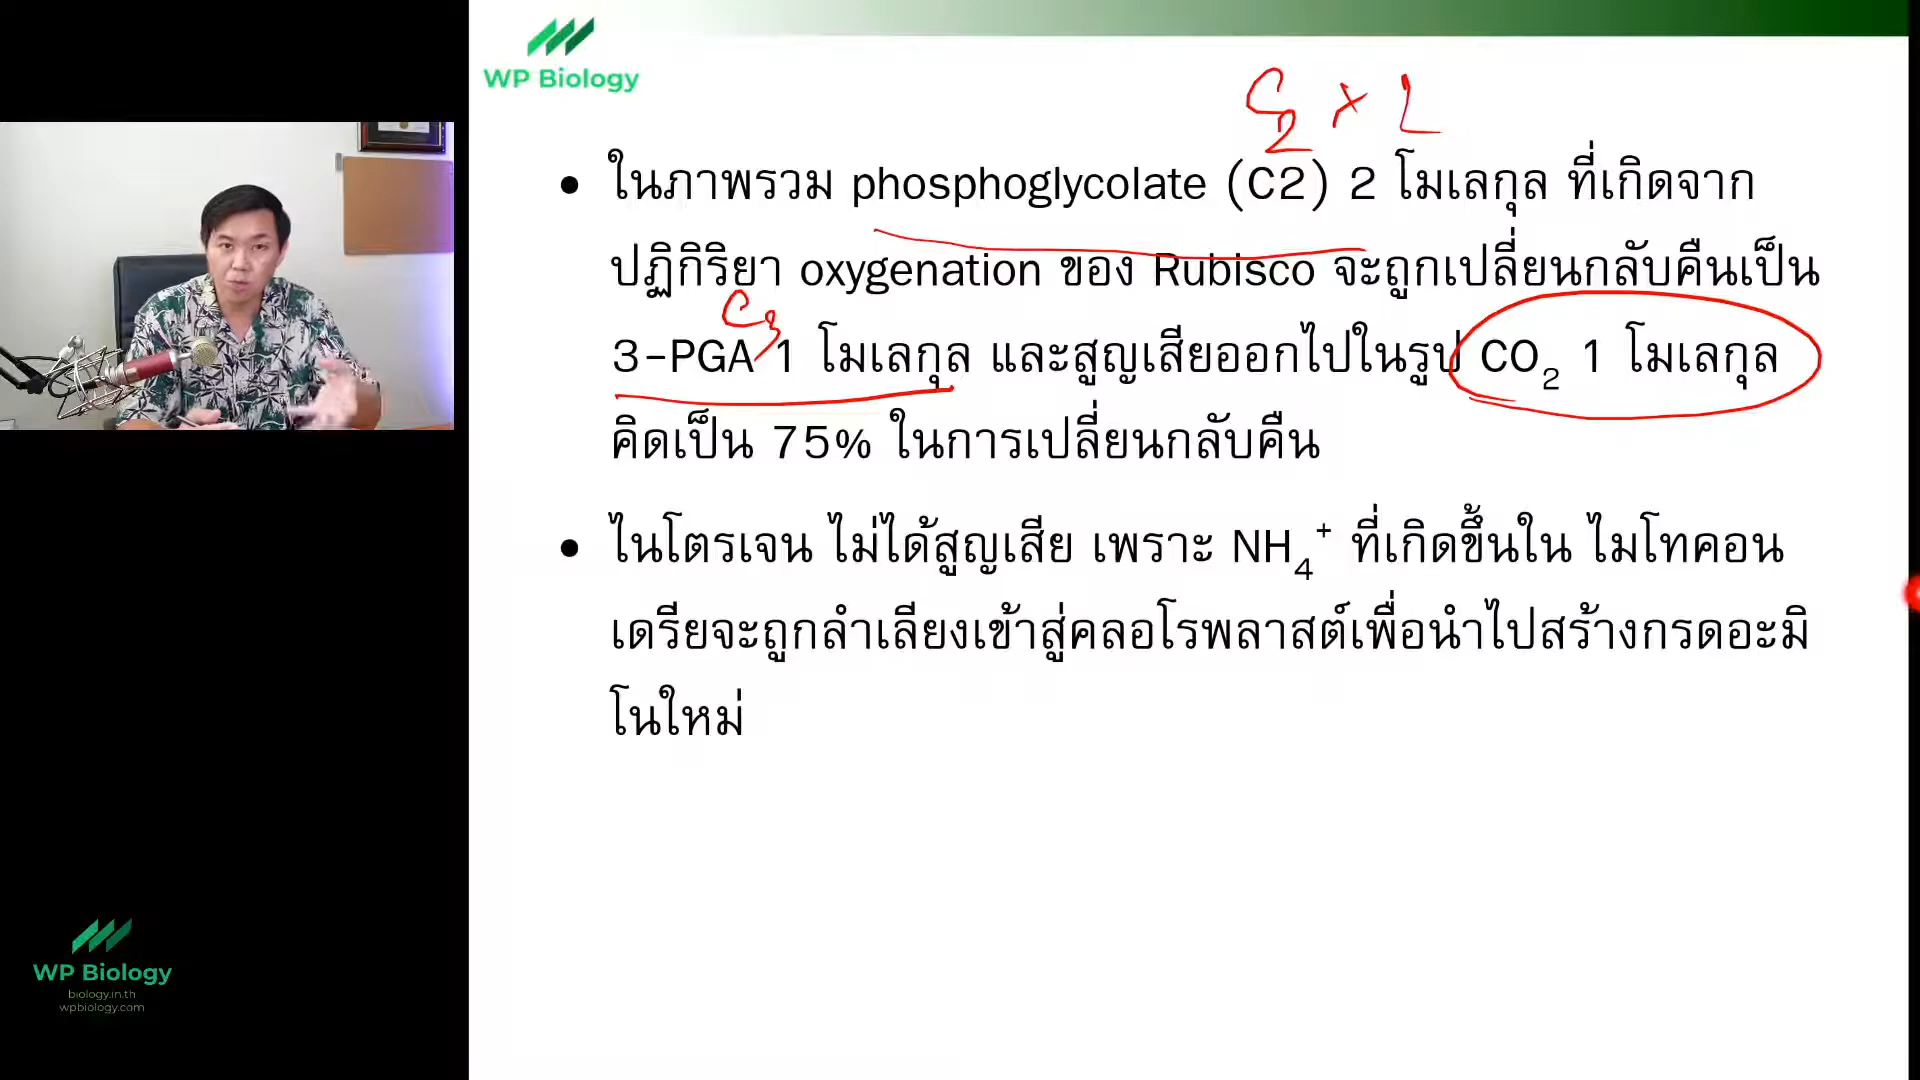 WP Biology
C2 x 2
ในภาพรวม phosphoglycolate (C2) 2 โมเลกุล ที่เกิดจาก
ปฏิกิริยา oxygenation ของ Rubisco จะถูกเปลี่ยนกลับคืนเป็น
C3
3-PGA 1 โมเลกุล และสูญเสียออกไปในรูป CO₂ 1 โมเลกุล
คิดเป็น 75% ในการเปลี่ยนกลับคืน
ไนโตรเจน ไม่ได้สูญเสีย เพราะ NH₄⁺ ที่เกิดขึ้นใน ไมโทคอน
เดรียจะถูกลำเลียงเข้าสู่คลอโรพลาสต์เพื่อนำไปสร้างกรดอะมิ
โนใหม่
WP Biology
biology.in.th
wpbiology.com